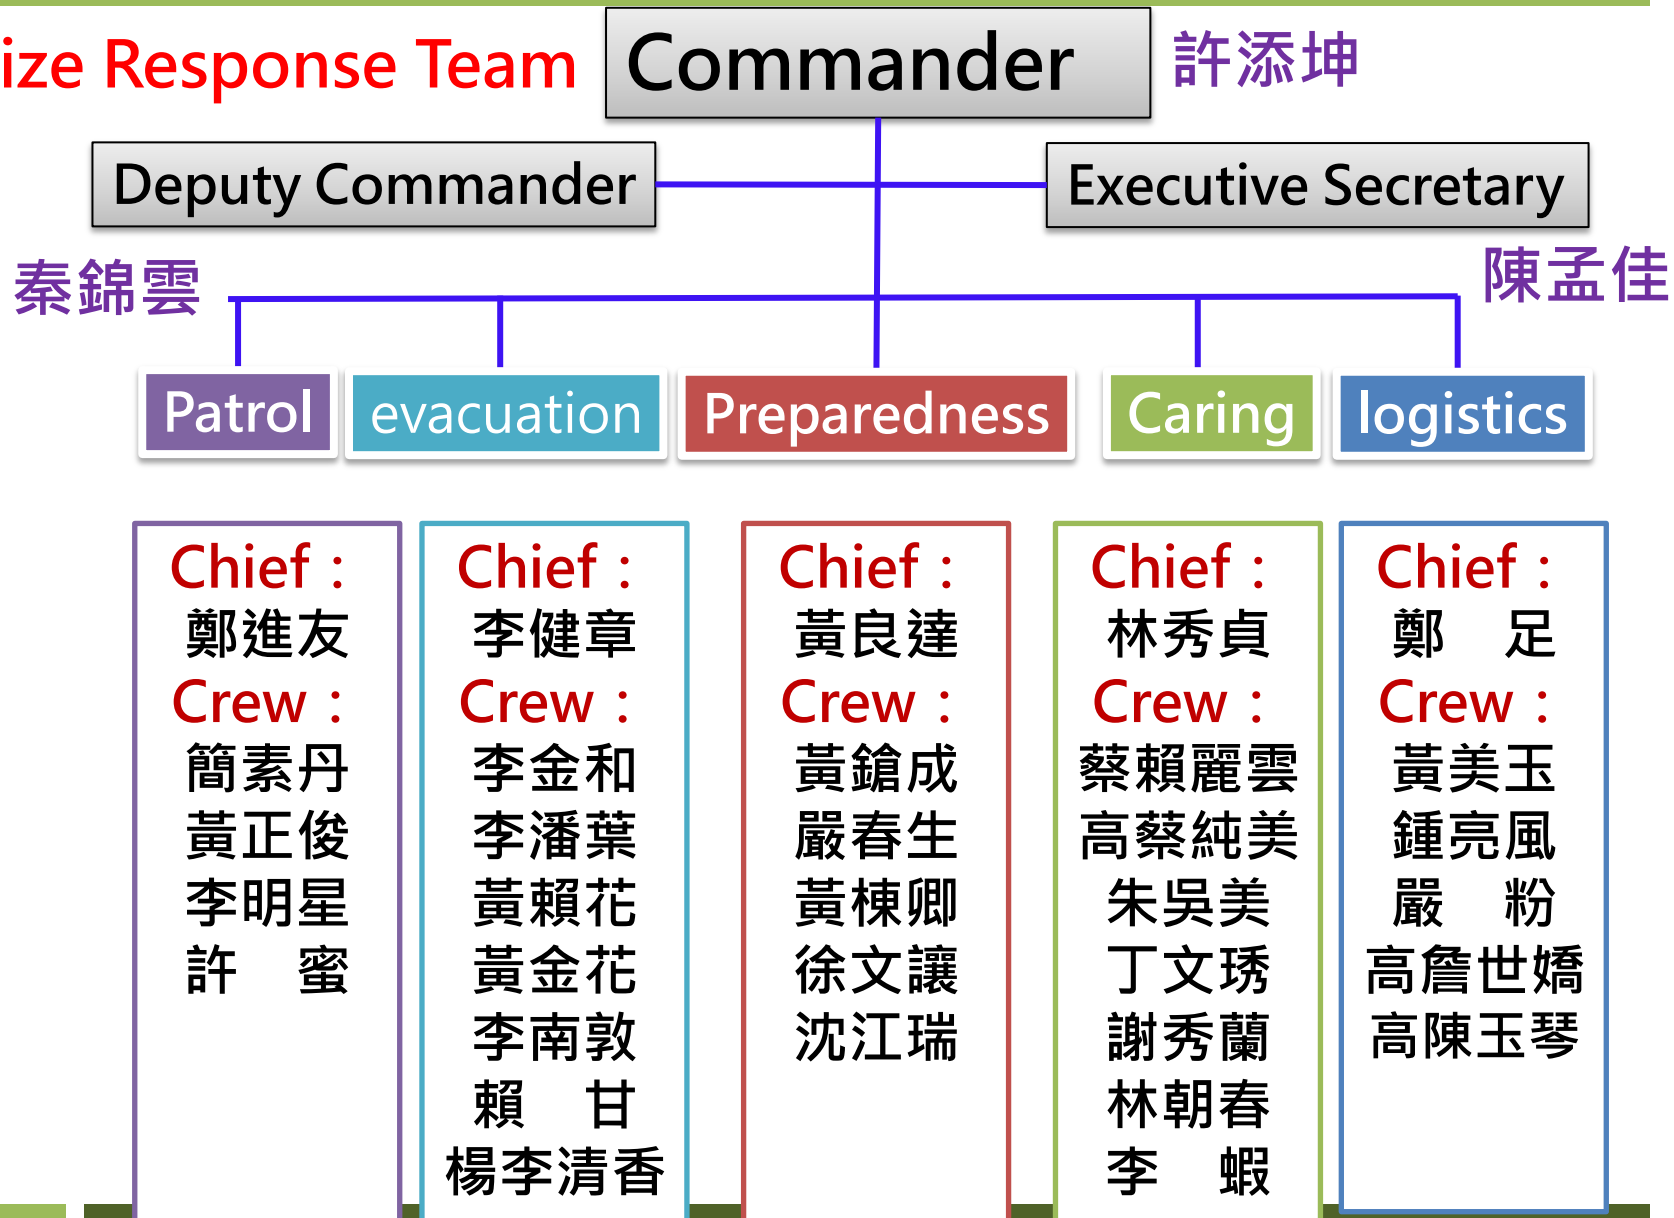 ize Response Team
Commander
許添坤
Deputy Commander
Executive Secretary
秦錦雲
陳孟佳
Patrol
evacuation
Preparedness
Caring
logistics
Chief：
鄭進友
Crew：
簡素丹
黃正俊
李明星
許　蜜
Chief：
李健章
Crew：
李金和
李潘葉
黃賴花
黃金花
李南敦
賴　甘
楊李清香
Chief：
黃良達
Crew：
黃鎗成
嚴春生
黃棟卿
徐文讓
沈江瑞
Chief：
林秀貞
Crew：
蔡賴麗雲
高蔡純美
朱吳美
丁文琇
謝秀蘭
林朝春
李　蝦
Chief：
鄭　足
Crew：
黃美玉
鍾亮風
嚴　粉
高詹世嬌
高陳玉琴